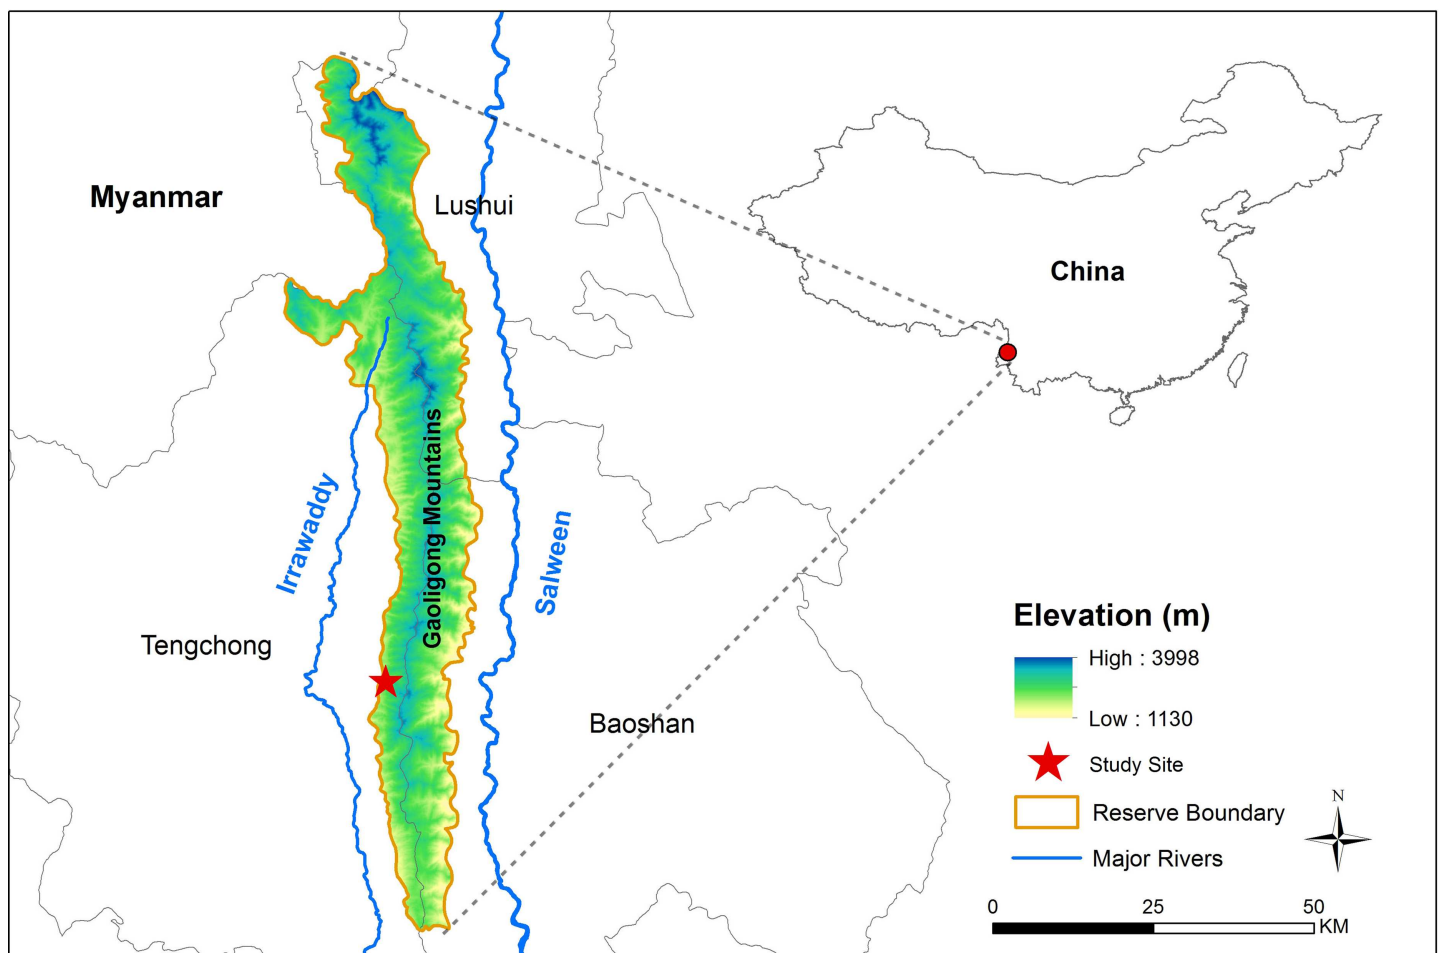 Myanmar
Lushui
China
Gaoligong Mountains
Irrawaddy
Salween
Tengchong
Baoshan
Elevation (m)
High : 3998
Low : 1130
Study Site
Reserve Boundary
Major Rivers
N
0 25 50
KM